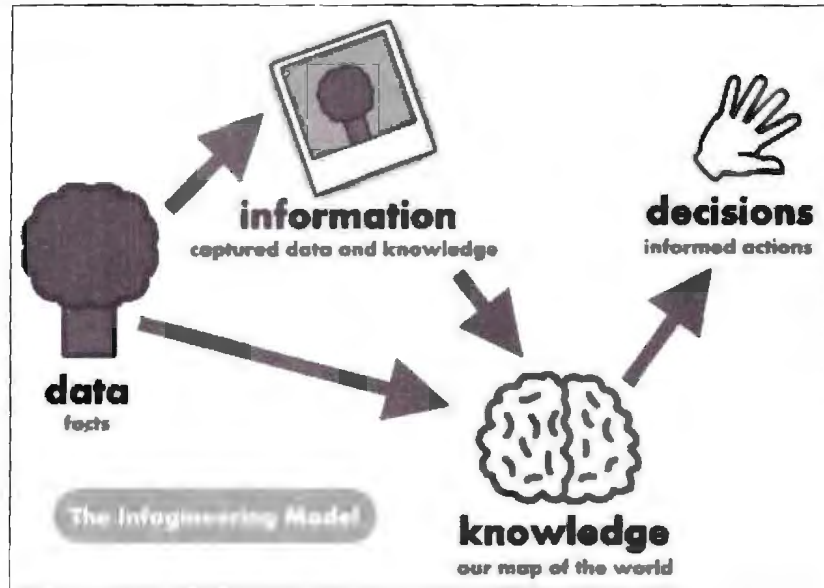 information
captured data and knowledge
decisions
informed actions
data
facts
The Infogineering Model
knowledge
our map of the world